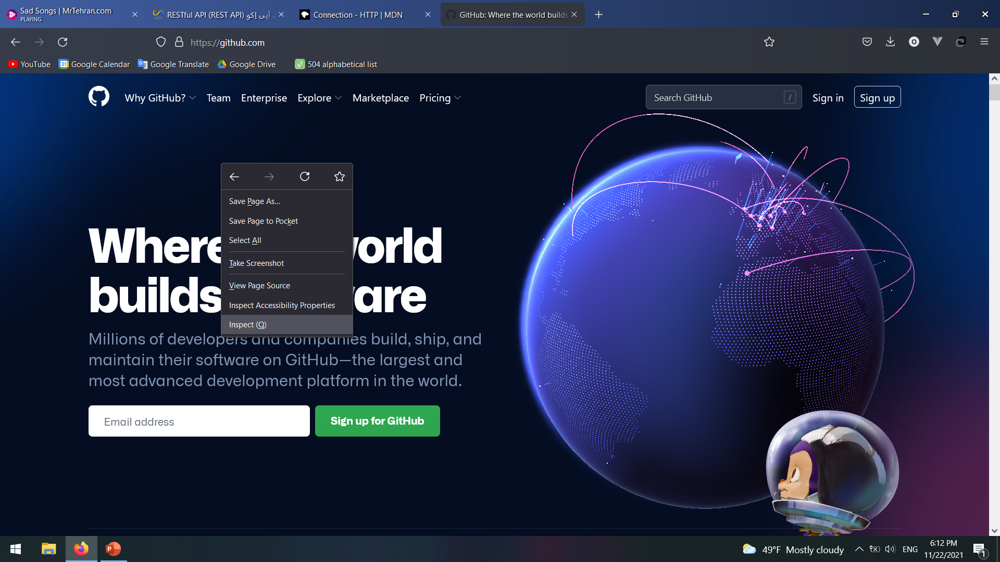 Sad Songs | MrTehran.com
PLAYING
RESTful API (REST API) آپی اِکو
Connection - HTTP | MDN
GitHub: Where the world builds
https://github.com
YouTube
Google Calendar
Google Translate
Google Drive
504 alphabetical list
Why GitHub?
Team
Enterprise
Explore
Marketplace
Pricing
Search GitHub
/
Sign in
Sign up
Save Page As...
Save Page to Pocket
Select All
Take Screenshot
View Page Source
Inspect Accessibility Properties
Inspect (Q)
Where world
builds ware
Millions of developers and companies build, ship, and
maintain their software on GitHub—the largest and
most advanced development platform in the world.
Email address
Sign up for GitHub
49°F Mostly cloudy
ENG
6:12 PM
11/22/2021
1